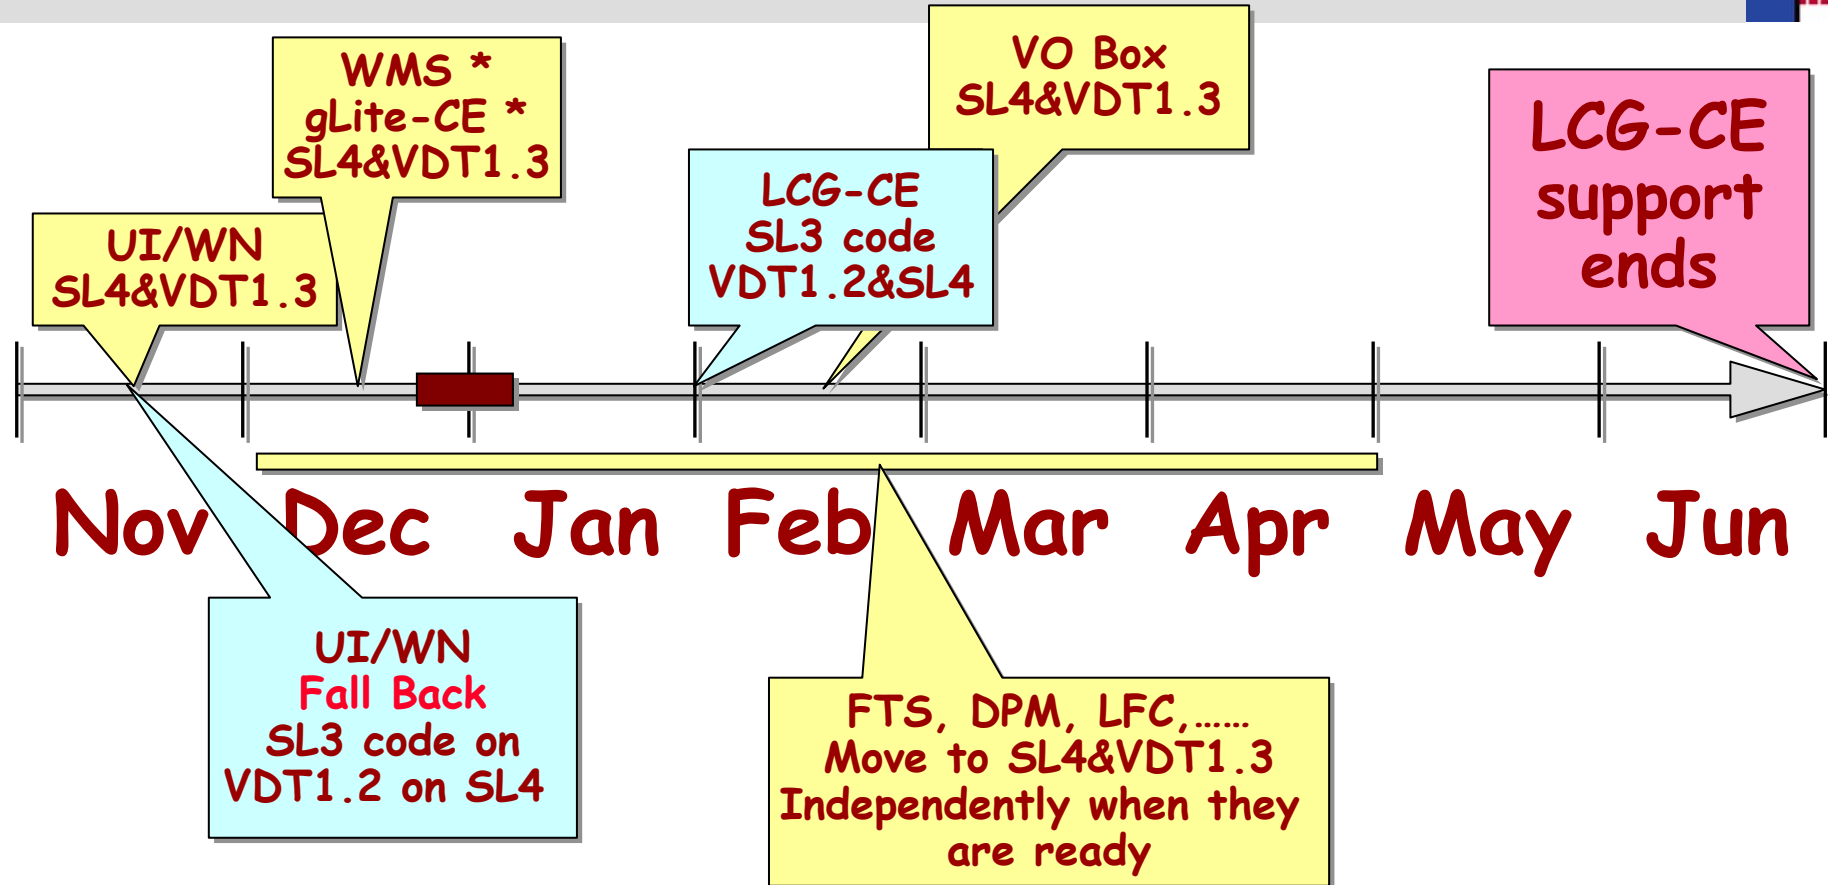 WMS *
gLite-CE *
SL4&VDT1.3
VO Box
SL4&VDT1.3
LCG-CE
support
ends
LCG-CE
SL3 code
VDT1.2&SL4
UI/WN
SL4&VDT1.3
Nov Dec Jan Feb Mar Apr May Jun
UI/WN
Fall Back
SL3 code on
VDT1.2 on SL4
FTS, DPM, LFC,......
Move to SL4&VDT1.3
Independently when they
are ready